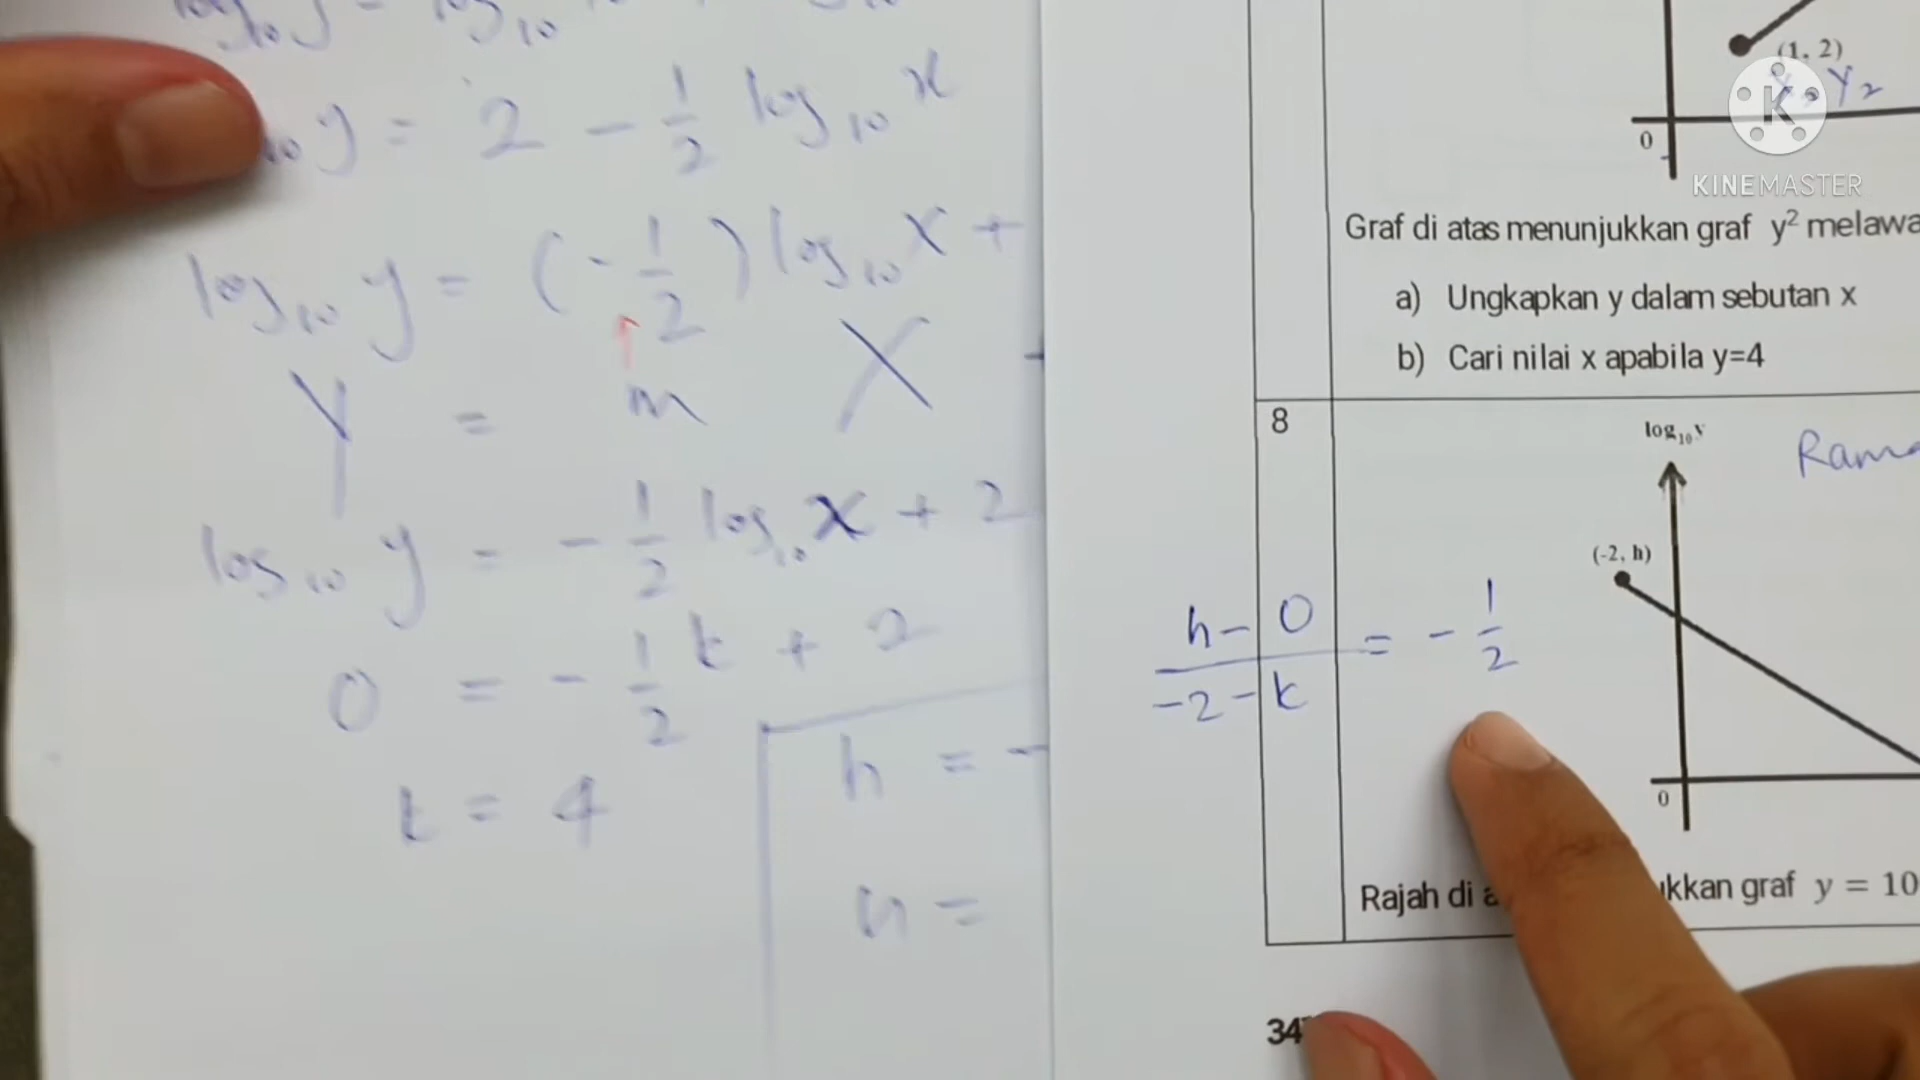 y = 2 - 1/2 log₁₀ x
log₁₀ y = (-1/2) log₁₀ x +
Y = m X
log₁₀ y = -1/2 log₁₀ x + 2
0 = -1/2 k + 2
k = 4
h = -
(1, 2)
Y₂
0
KINEMASTER
Graf di atas menunjukkan graf y² melawa
a) Ungkapkan y dalam sebutan x
b) Cari nilai x apabila y=4
8
log₁₀ y
(-2, h)
h - 0 / -2 - k = -1/2
0
Rajah di
kkan graf y = 10
34